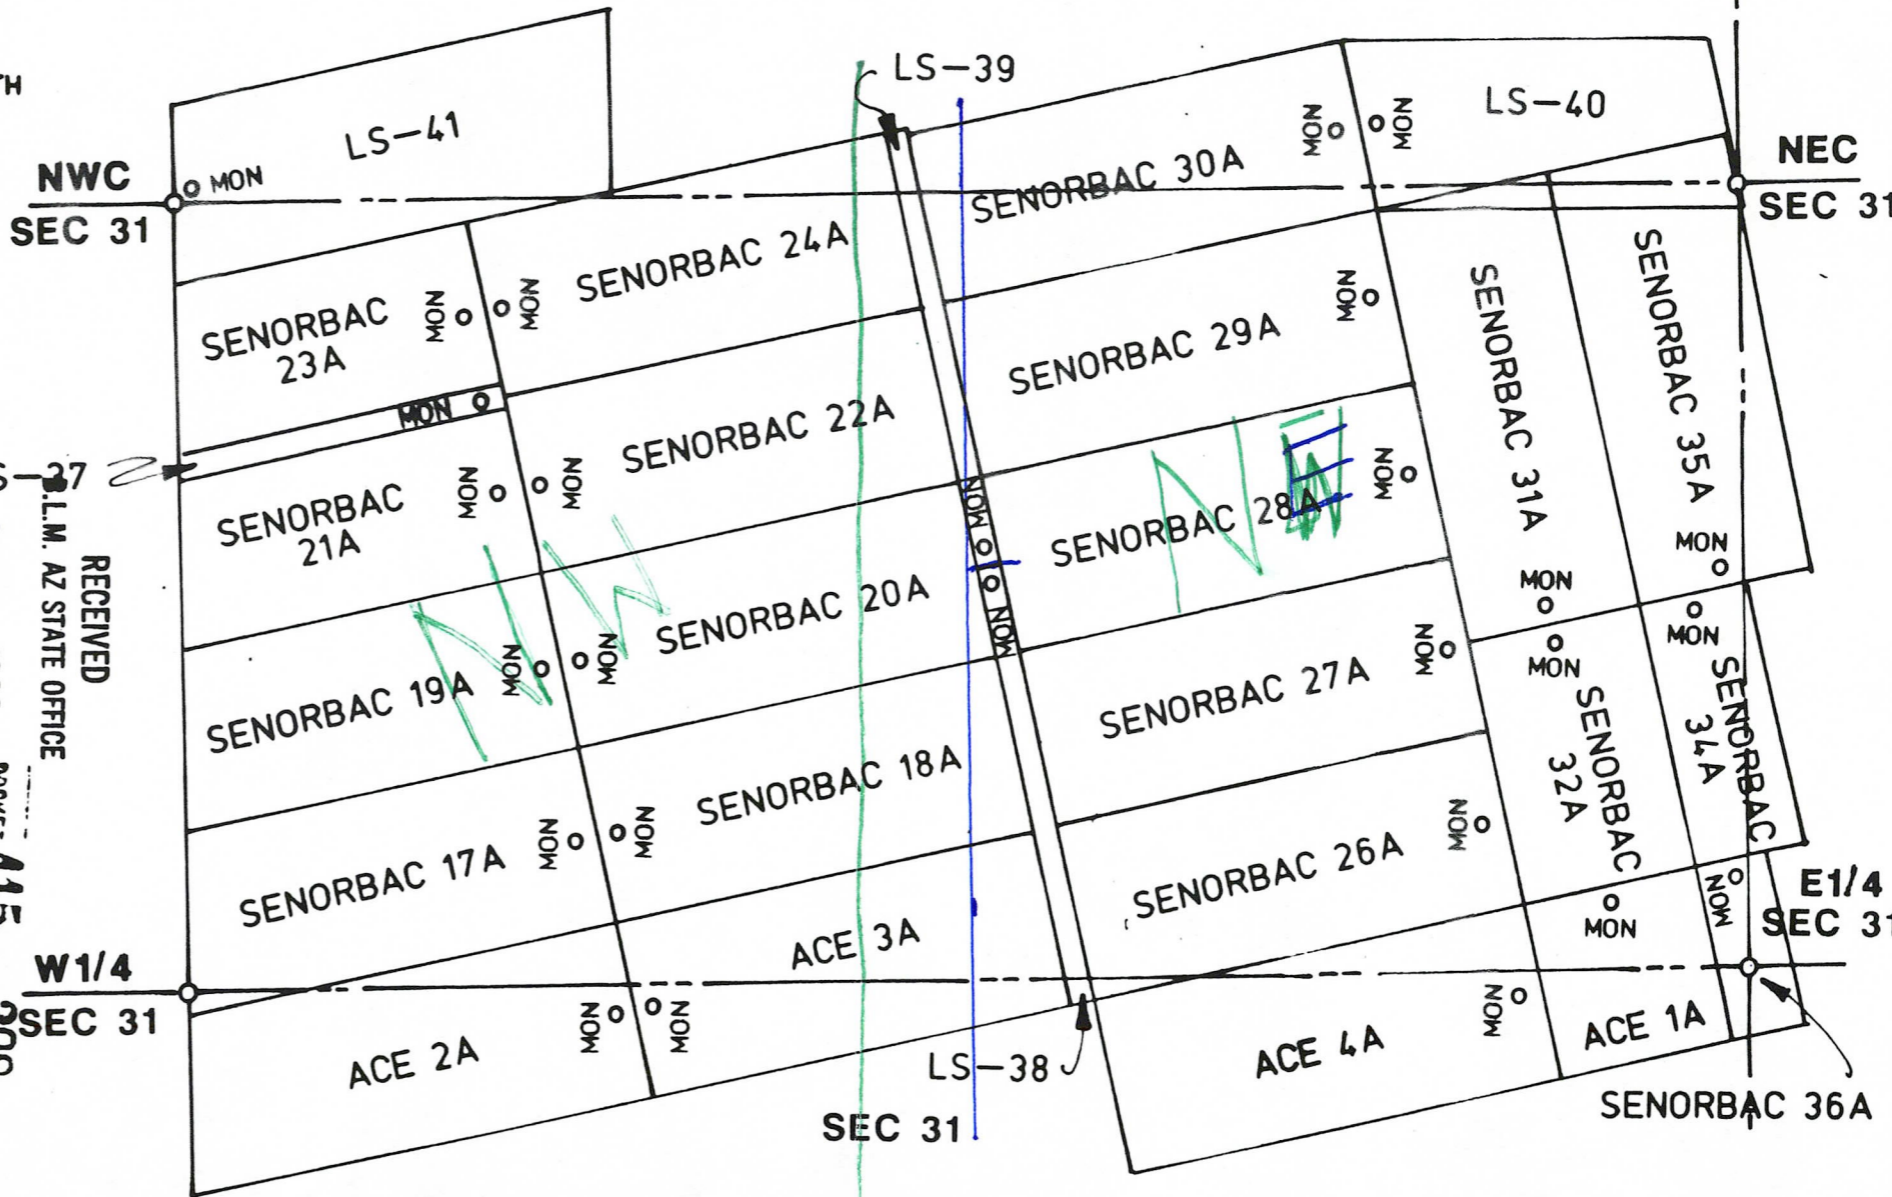 LS-39
LS-41
LS-40
MON
MON
NWC
MON
NEC
SEC 31
SEC 31
SENORBAC 30A
SENORBAC 24A
SENORBAC
23A
MON
MON
MON
SENORBAC 29A
SENORBAC 31A
SENORBAC 35A
MON
SENORBAC 22A
SENORBAC
21A
MON
MON
MON
SENORBAC 28A
MON
NE
NW
MON
MON
MON
RECEIVED
B.L.M. AZ STATE OFFICE
SENORBAC 20A
MON
MON
MON
MON
SENORBAC 19A
MON
MON
SENORBAC 27A
MON
SENORBAC
32A
SENORBAC
34A
SENORBAC 18A
SENORBAC 17A
MON
MON
SENORBAC 26A
MON
E1/4
SEC 31
MON
MON
ACE 3A
W1/4
SEC 31
ACE 2A
MON
MON
LS-38
ACE 4A
MON
ACE 1A
SEC 31
SENORBAC 36A